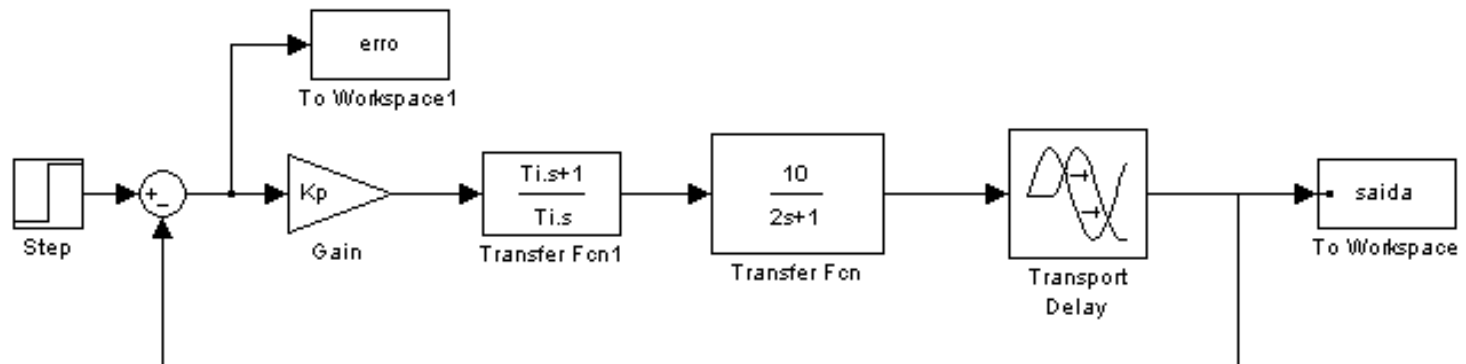 erro
To Workspace1
Step
+
−
Kp
Gain
Ti.s+1
Ti.s
Transfer Fcn1
10
2s+1
Transfer Fcn
Transport
Delay
saida
To Workspace